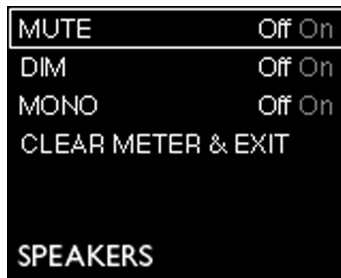 MUTE Off On
DIM Off On
MONO Off On
CLEAR METER & EXIT
SPEAKERS